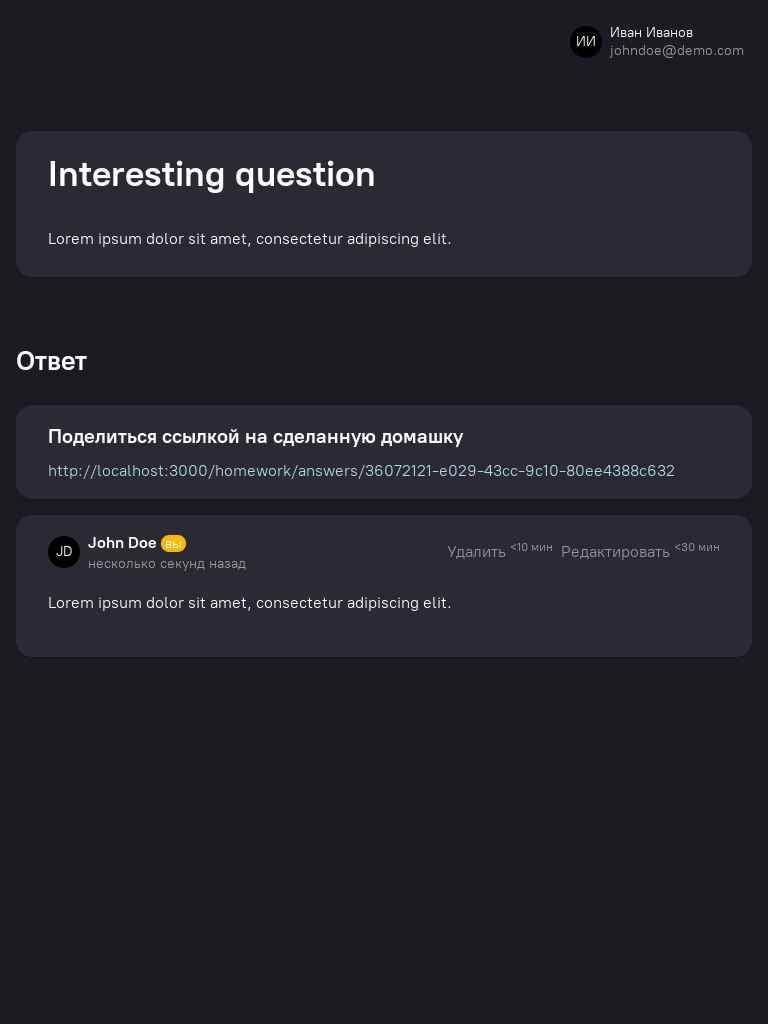 ИИ
Иван Иванов
johndoe@demo.com
Interesting question
Lorem ipsum dolor sit amet, consectetur adipiscing elit.
Ответ
Поделиться ссылкой на сделанную домашку
http://localhost:3000/homework/answers/36072121-e029-43cc-9c10-80ee4388c632
JD
John Doe вы
несколько секунд назад
Удалить <10 мин Редактировать <30 мин
Lorem ipsum dolor sit amet, consectetur adipiscing elit.